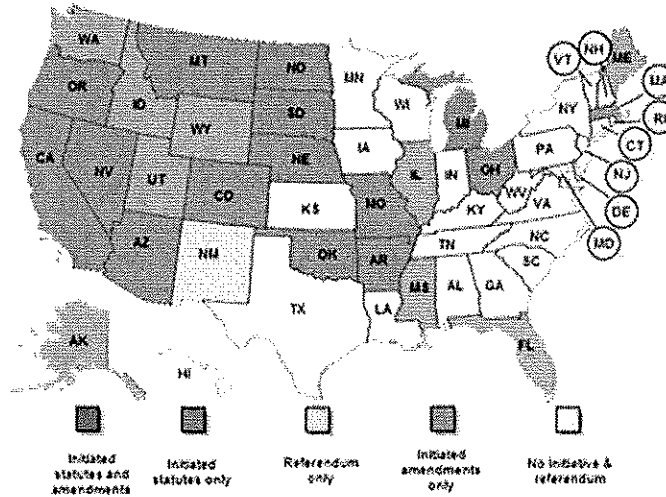 WA
MT
ND
MN
VT
NH
ME
OR
ID
SD
WI
MI
NY
MA
RI
WY
IA
PA
CT
CA
NV
NE
IL
IN
OH
NJ
UT
CO
KS
MO
KY
WV
VA
DE
MD
AZ
NM
OK
AR
TN
NC
SC
TX
LA
MS
AL
GA
AK
HI
FL
Initiated
statutes and
amendments
Initiated
statutes only
Referendum
only
Initiated
amendments
only
No initiative &
referendum